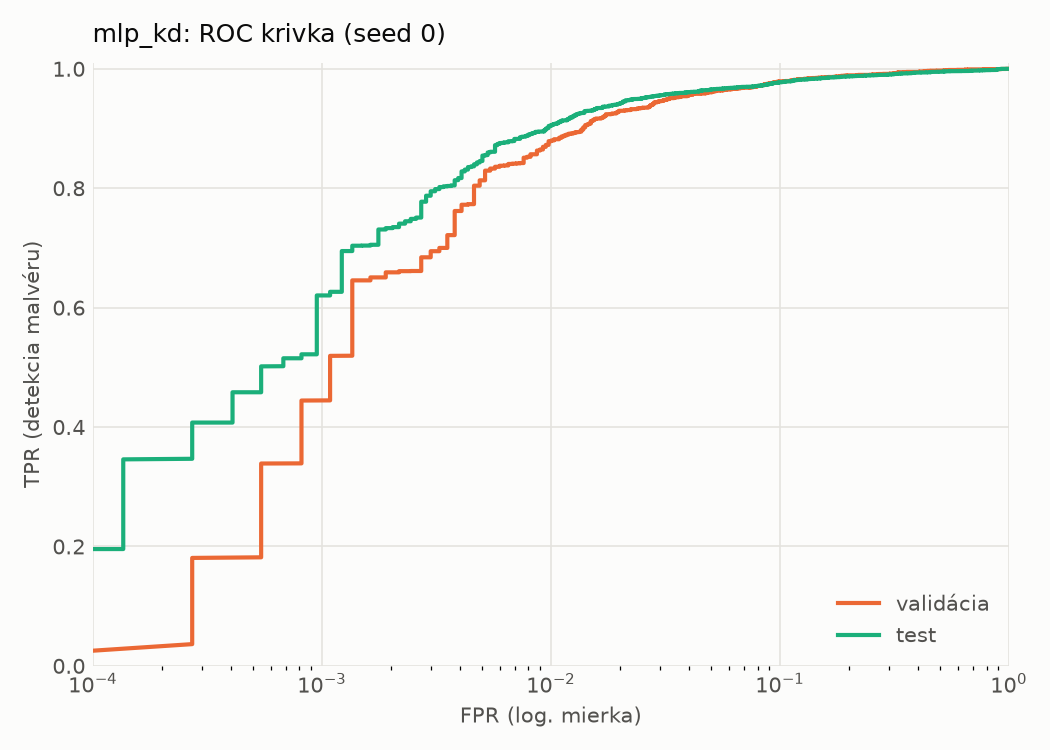 mlp_kd: ROC krivka (seed 0)
1.0
0.8
0.6
0.4
0.2
0.0
TPR (detekcia malvéru)
validácia
test
10⁻⁴ 10⁻³ 10⁻² 10⁻¹ 10⁰
FPR (log. mierka)